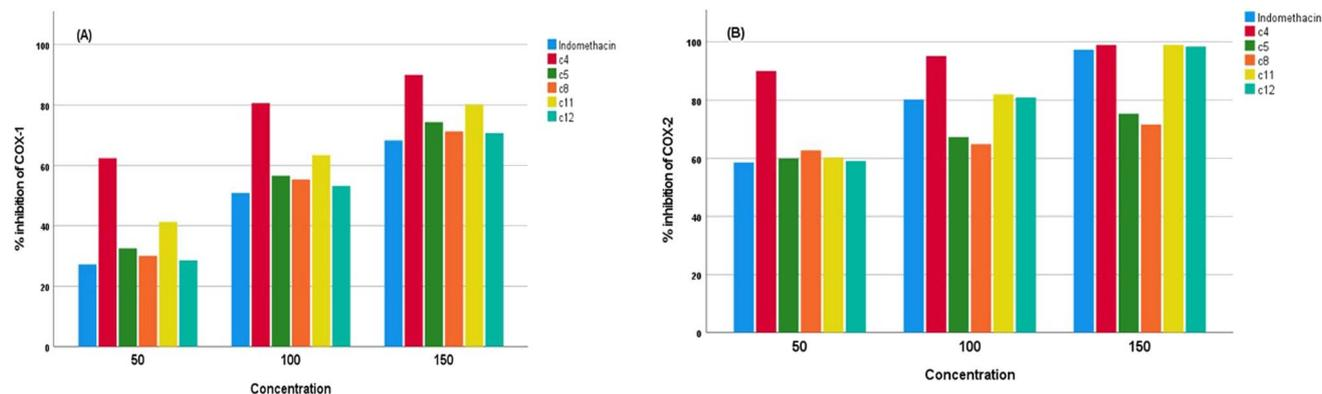 (A)
% inhibition of COX-1
100
80
60
40
20
0
50 100 150
Concentration
Indomethacin
c4
c5
c8
c11
c12
(B)
% inhibition of COX-2
100
80
60
40
20
0
50 100 150
Concentration
Indomethacin
c4
c5
c8
c11
c12